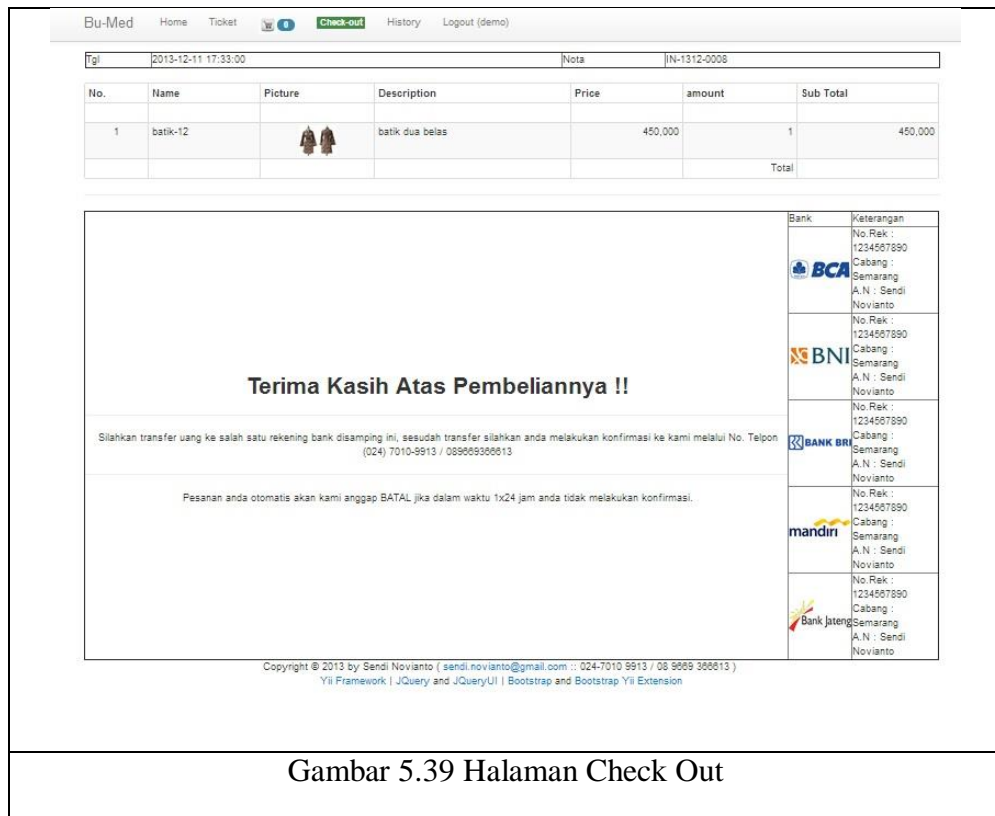 Bu-Med Home Ticket 0 Check-out History Logout (demo)
Tgl 2013-12-11 17:33:00 Nota IN-1312-0008
No. Name Picture Description Price amount Sub Total
1 batik-12 batik dua belas 450,000 1 450,000
Total
Bank Keterangan
BCA
No.Rek :
1234567890
Cabang :
Semarang
A.N : Sendi
Novianto
BNI
No.Rek :
1234567890
Cabang :
Semarang
A.N : Sendi
Novianto
BANK BRI
No.Rek :
1234567890
Cabang :
Semarang
A.N : Sendi
Novianto
mandiri
No.Rek :
1234567890
Cabang :
Semarang
A.N : Sendi
Novianto
Bank Jateng
No.Rek :
1234567890
Cabang :
Semarang
A.N : Sendi
Novianto
Terima Kasih Atas Pembeliannya !!
Silahkan transfer uang ke salah satu rekening bank disamping ini, sesudah transfer silahkan anda melakukan konfirmasi ke kami melalui No. Telpon
(024) 7010-9913 / 089669366613
Pesanan anda otomatis akan kami anggap BATAL jika dalam waktu 1x24 jam anda tidak melakukan konfirmasi.
Copyright © 2013 by Sendi Novianto ( sendi.novianto@gmail.com :: 024-7010 9913 / 08 9669 366613 )
Yii Framework | JQuery and JQueryUI | Bootstrap and Bootstrap Yii Extension
Gambar 5.39 Halaman Check Out